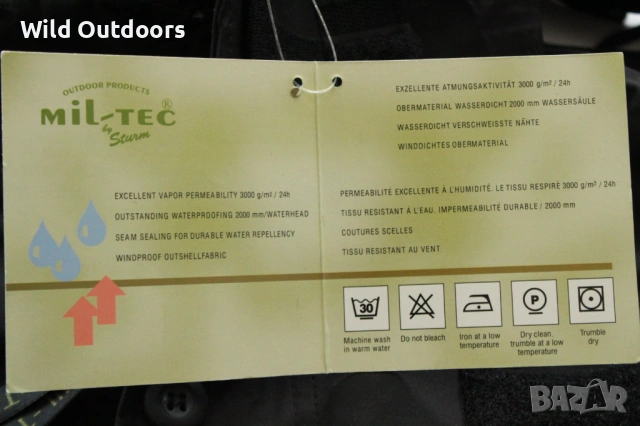 Wild Outdoors
OUTDOOR PRODUCTS
MiL-TEC®
by Sturm
EXCELLENT VAPOR PERMEABILITY 3000 g/m² / 24h
OUTSTANDING WATERPROOFING 2000 mm/WATERHEAD
SEAM SEALING FOR DURABLE WATER REPELLENCY
WINDPROOF OUTSHELLFABRIC
EXZELLENTE ATMUNGSAKTIVITÄT 3000 g/m² / 24h
OBERMATERIAL WASSERDICHT 2000 mm WASSERSÄULE
WASSERDICHT VERSCHWEISSTE NÄHTE
WINDDICHTES OBERMATERIAL
PERMEABILITÉ EXCELLENTE À L'HUMIDITÉ. LE TISSU RESPIRE 3000 g/m² / 24h
TISSU RESISTANT À L'EAU. IMPERMEABILITÉ DURABLE / 2000 mm
COUTURES SCELLES
TISSU RESISTANT AU VENT
30
P
Machine wash
in warm water
Do not bleach
Iron at a low
temperature
Dry clean.
trumble at a low
temperature
Trumble
dry
BAZAR